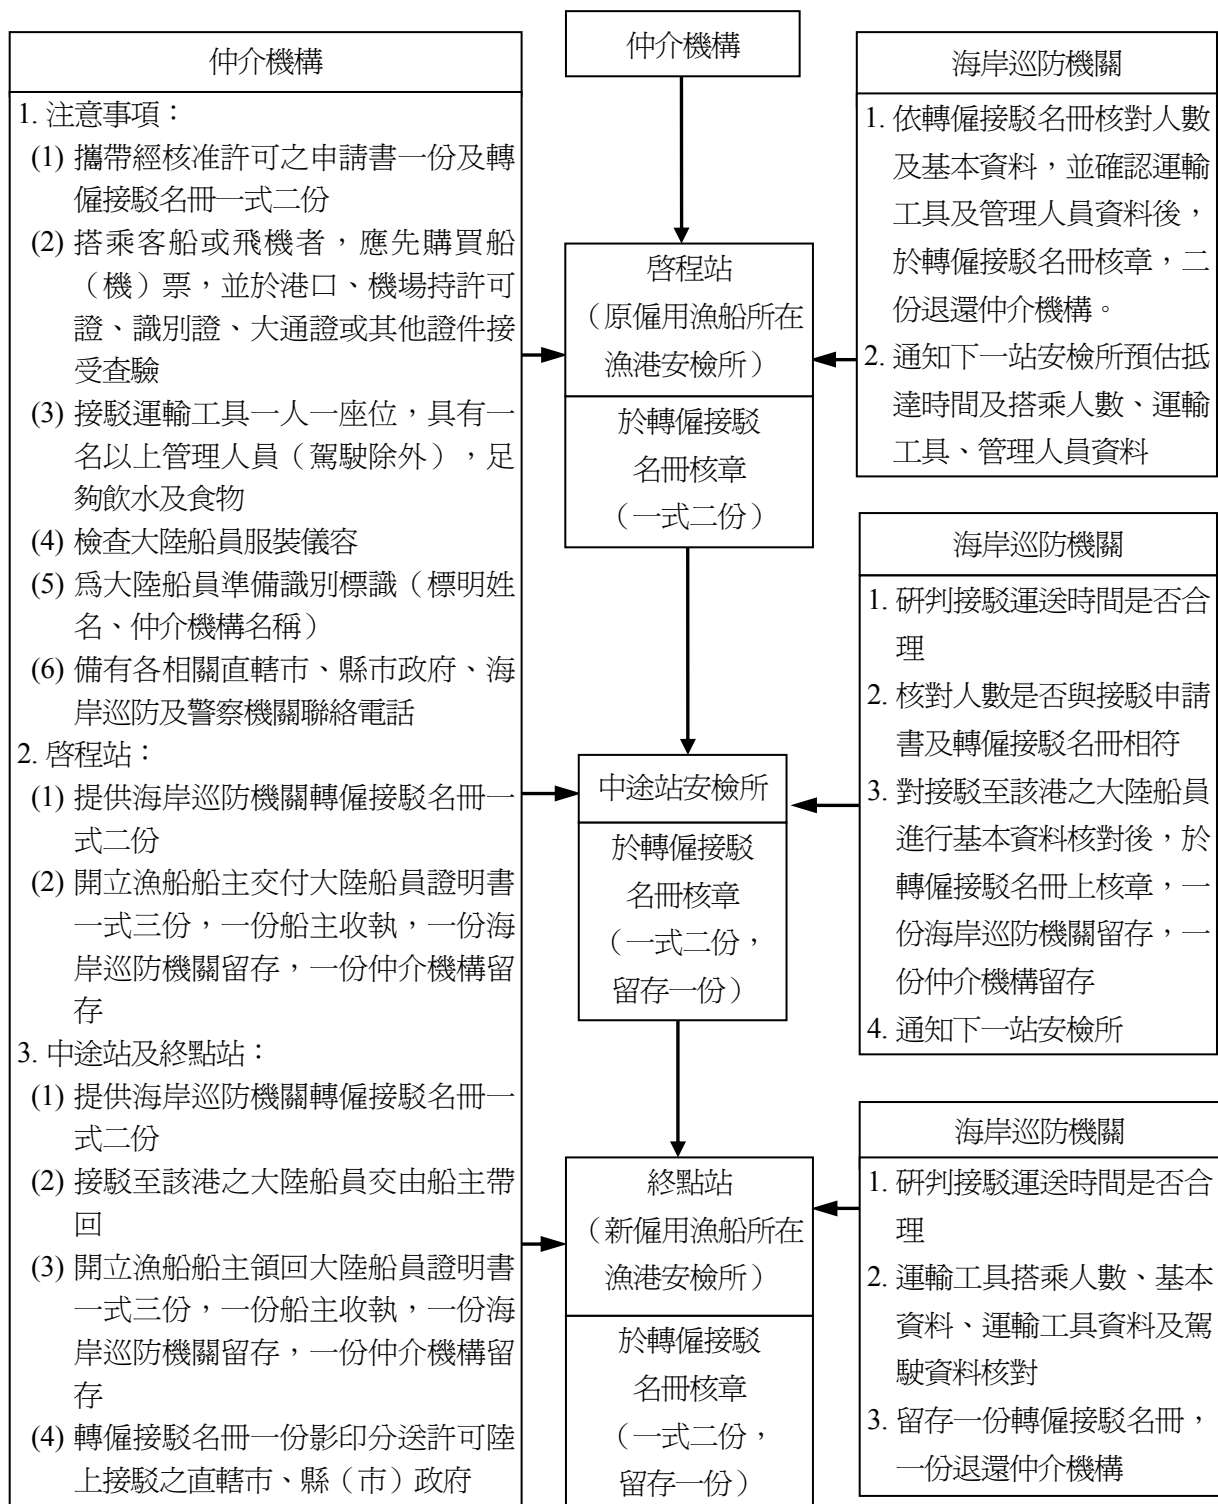 仲介機構
1. 注意事項：
(1) 攜帶經核准許可之申請書一份及轉
僱接駁名冊一式二份
(2) 搭乘客船或飛機者，應先購買船
（機）票，並於港口、機場持許可
證、識別證、大通證或其他證件接
受查驗
(3) 接駁運輸工具一人一座位，具有一
名以上管理人員（駕駛除外），足
夠飲水及食物
(4) 檢查大陸船員服裝儀容
(5) 為大陸船員準備識別標識（標明姓
名、仲介機構名稱）
(6) 備有各相關直轄市、縣市政府、海
岸巡防及警察機關聯絡電話
2. 啓程站：
(1) 提供海岸巡防機關轉僱接駁名冊一
式二份
(2) 開立漁船船主交付大陸船員證明書
一式三份，一份船主收執，一份海
岸巡防機關留存，一份仲介機構留
存
3. 中途站及終點站：
(1) 提供海岸巡防機關轉僱接駁名冊一
式二份
(2) 接駁至該港之大陸船員交由船主帶
回
(3) 開立漁船船主領回大陸船員證明書
一式三份，一份船主收執，一份海
岸巡防機關留存，一份仲介機構留
存
(4) 轉僱接駁名冊一份影印分送許可陸
上接駁之直轄市、縣（市）政府
仲介機構
啓程站
（原僱用漁船所在
漁港安檢所）
於轉僱接駁
名冊核章
（一式二份）
中途站安檢所
於轉僱接駁
名冊核章
（一式二份，
留存一份）
終點站
（新僱用漁船所在
漁港安檢所）
於轉僱接駁
名冊核章
（一式二份，
留存一份）
海岸巡防機關
1. 依轉僱接駁名冊核對人數
及基本資料，並確認運輸
工具及管理人員資料後，
於轉僱接駁名冊核章，二
份退還仲介機構。
2. 通知下一站安檢所預估抵
達時間及搭乘人數、運輸
工具、管理人員資料
海岸巡防機關
1. 研判接駁運送時間是否合
理
2. 核對人數是否與接駁申請
書及轉僱接駁名冊相符
3. 對接駁至該港之大陸船員
進行基本資料核對後，於
轉僱接駁名冊上核章，一
份海岸巡防機關留存，一
份仲介機構留存
4. 通知下一站安檢所
海岸巡防機關
1. 研判接駁運送時間是否合
理
2. 運輸工具搭乘人數、基本
資料、運輸工具資料及駕
駛資料核對
3. 留存一份轉僱接駁名冊，
一份退還仲介機構